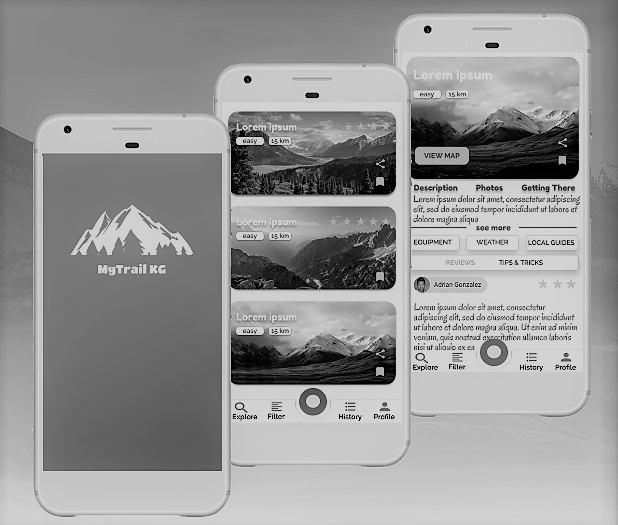 MyTrail KG
Lorem ipsum
easy 15 km
Lorem ipsum
easy 15 km
Lorem ipsum
easy 15 km
Explore Filter History Profile
Lorem ipsum
easy 15 km
VIEW MAP
Description Photos Getting There
Lorem ipsum dolor sit amet, consectetur adipiscing
elit, sed do eiusmod tempor incididunt ut labore et
dolore magna aliqua
see more
EQUIPMENT WEATHER LOCAL GUIDES
REVIEWS TIPS & TRICKS
Adrian Gonzalez
Lorem ipsum dolor sit amet, consectetur
adipiscing elit, sed do eiusmod tempor incididunt
ut labore et dolore magna aliqua. Ut enim ad minim
veniam, quis nostrud exercitation ullamco laboris
nisi ut aliquip ex ea
Explore Filter History Profile